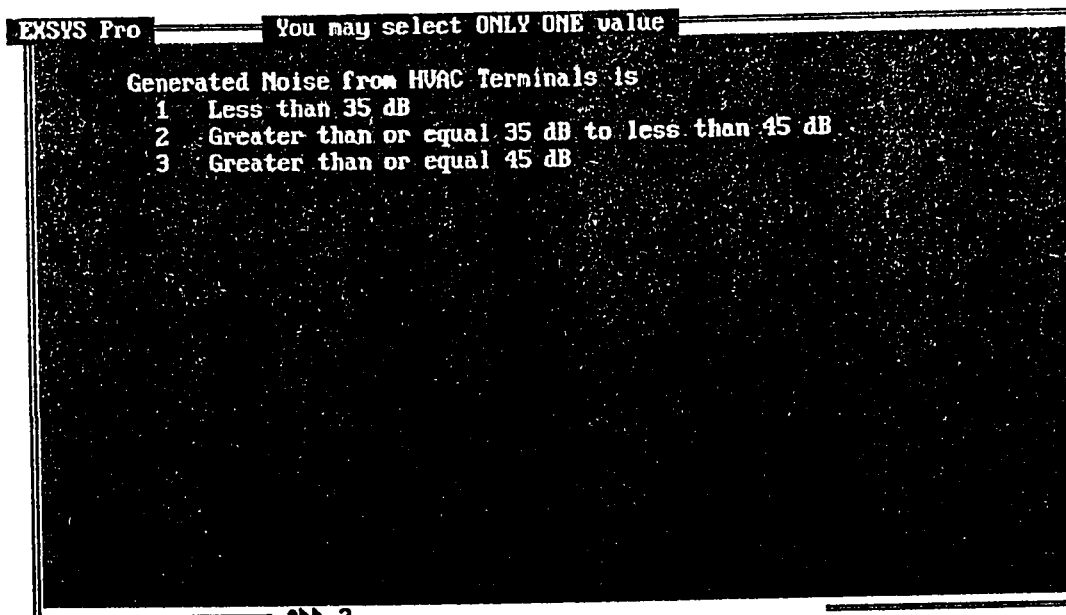 EXSYS Pro You may select ONLY ONE value
Generated Noise from HVAC Terminals is
1 Less than 35 dB
2 Greater than or equal 35 dB to less than 45 dB
3 Greater than or equal 45 dB